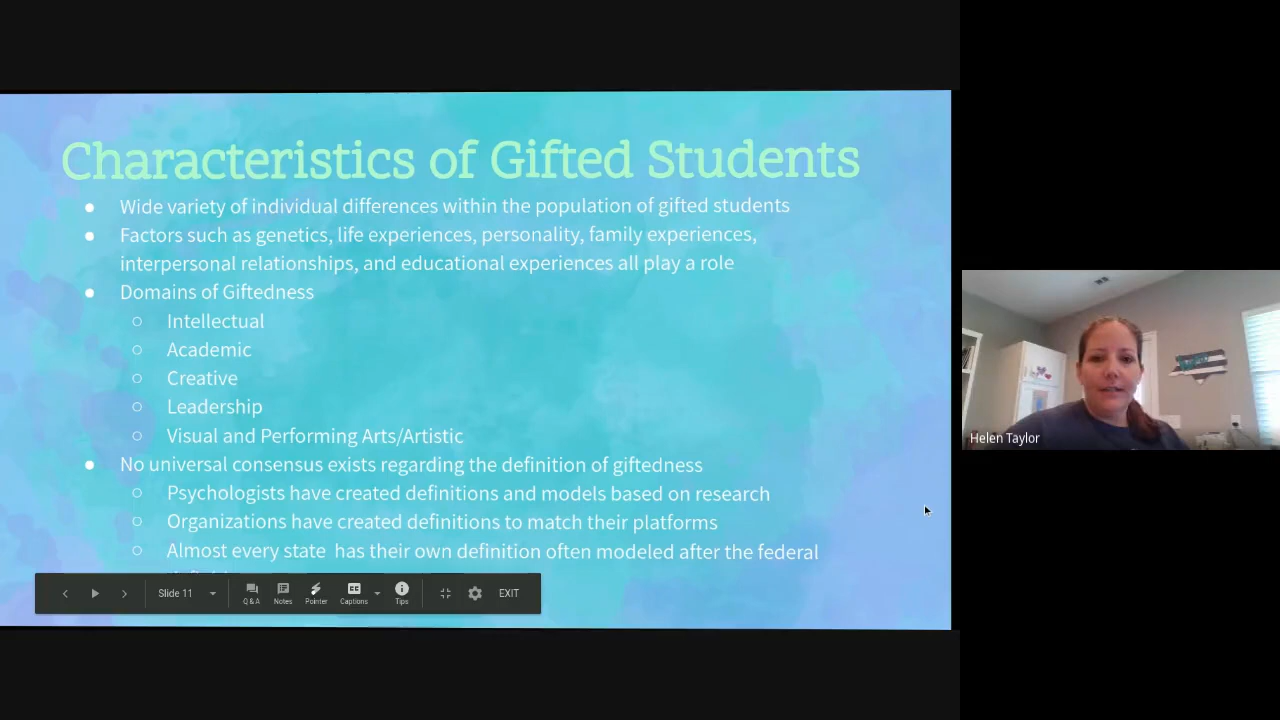 Characteristics of Gifted Students
● Wide variety of individual differences within the population of gifted students
● Factors such as genetics, life experiences, personality, family experiences,
interpersonal relationships, and educational experiences all play a role
● Domains of Giftedness
○ Intellectual
○ Academic
○ Creative
○ Leadership
○ Visual and Performing Arts/Artistic
● No universal consensus exists regarding the definition of giftedness
○ Psychologists have created definitions and models based on research
○ Organizations have created definitions to match their platforms
○ Almost every state has their own definition often modeled after the federal
Slide 11
Q & A
Notes
Pointer
Captions
Tips
EXIT
Helen Taylor